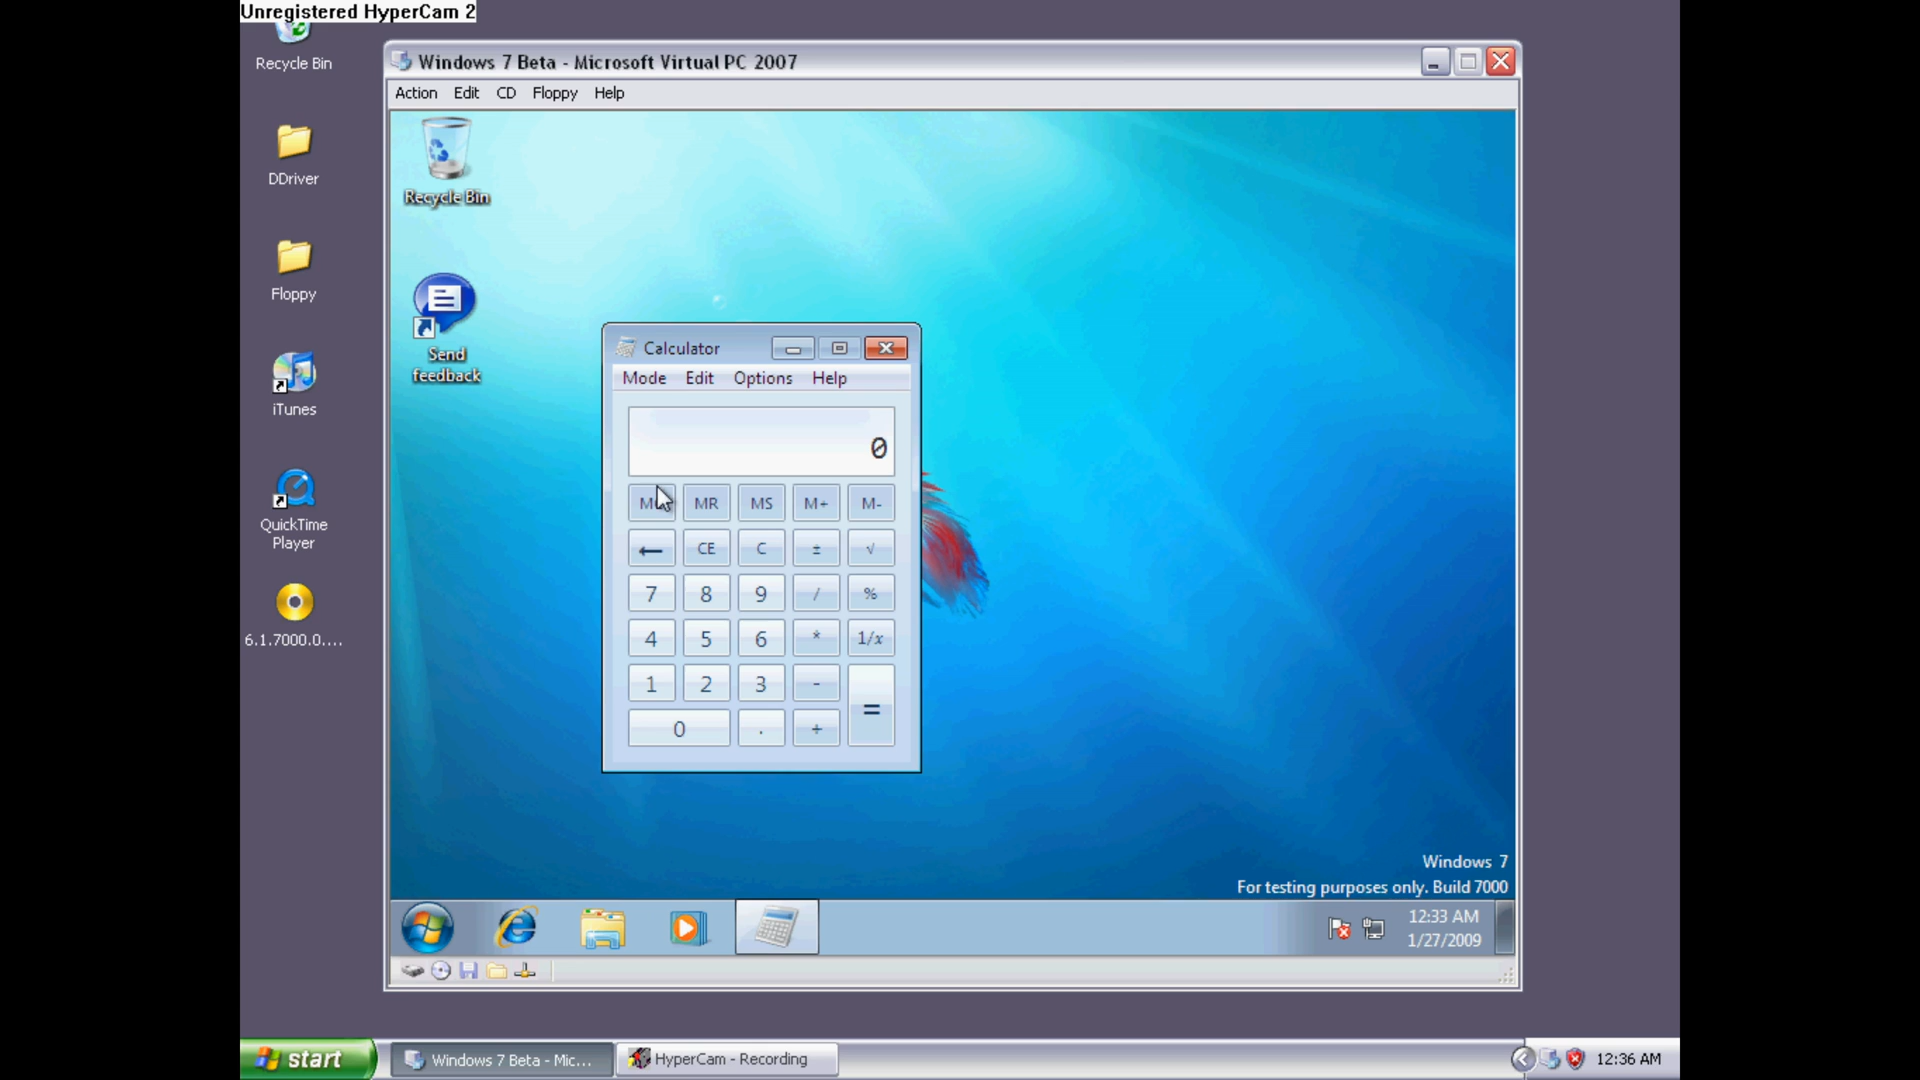 Unregistered HyperCam 2
Recycle Bin
DDriver
Floppy
iTunes
QuickTime
Player
6.1.7000.0....
Windows 7 Beta - Microsoft Virtual PC 2007
Action Edit CD Floppy Help
Recycle Bin
Send
feedback
Calculator
Mode Edit Options Help
0
MR MS M+ M-
← CE C ± √
7 8 9 / %
4 5 6 * 1/x
1 2 3 -
=
0 . +
Windows 7
For testing purposes only. Build 7000
12:33 AM
1/27/2009
start
Windows 7 Beta - Mic...
HyperCam - Recording
12:36 AM